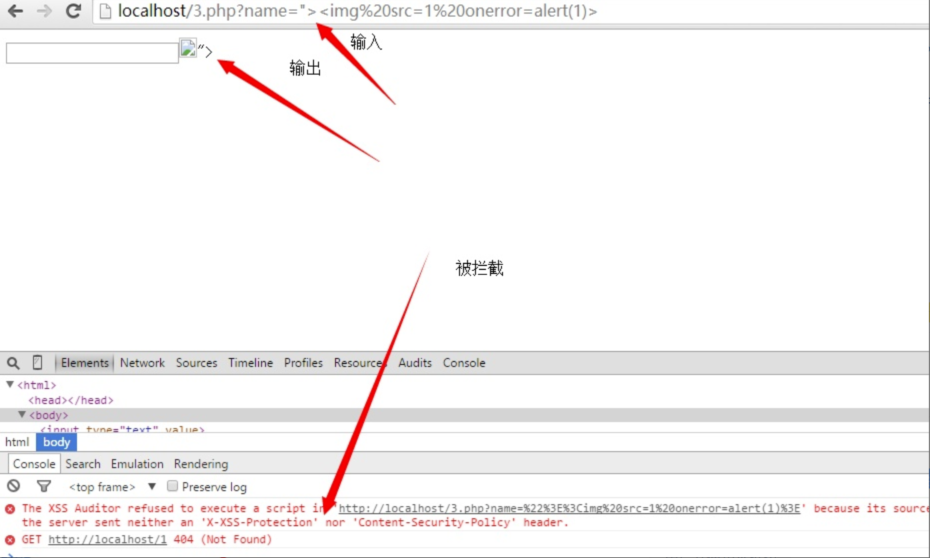 localhost/3.php?name="><img%20src=1%20onerror=alert(1)>
输入
">
输出
被拦截
Elements Network Sources Timeline Profiles Resources Audits Console
<html>
<head></head>
<body>
<input type="text" value>
html body
Console Search Emulation Rendering
<top frame> Preserve log
The XSS Auditor refused to execute a script in 'http://localhost/3.php?name=%22%3E%3Cimg%20src=1%20onerror=alert(1)%3E' because its source
the server sent neither an 'X-XSS-Protection' nor 'Content-Security-Policy' header.
GET http://localhost/1 404 (Not Found)